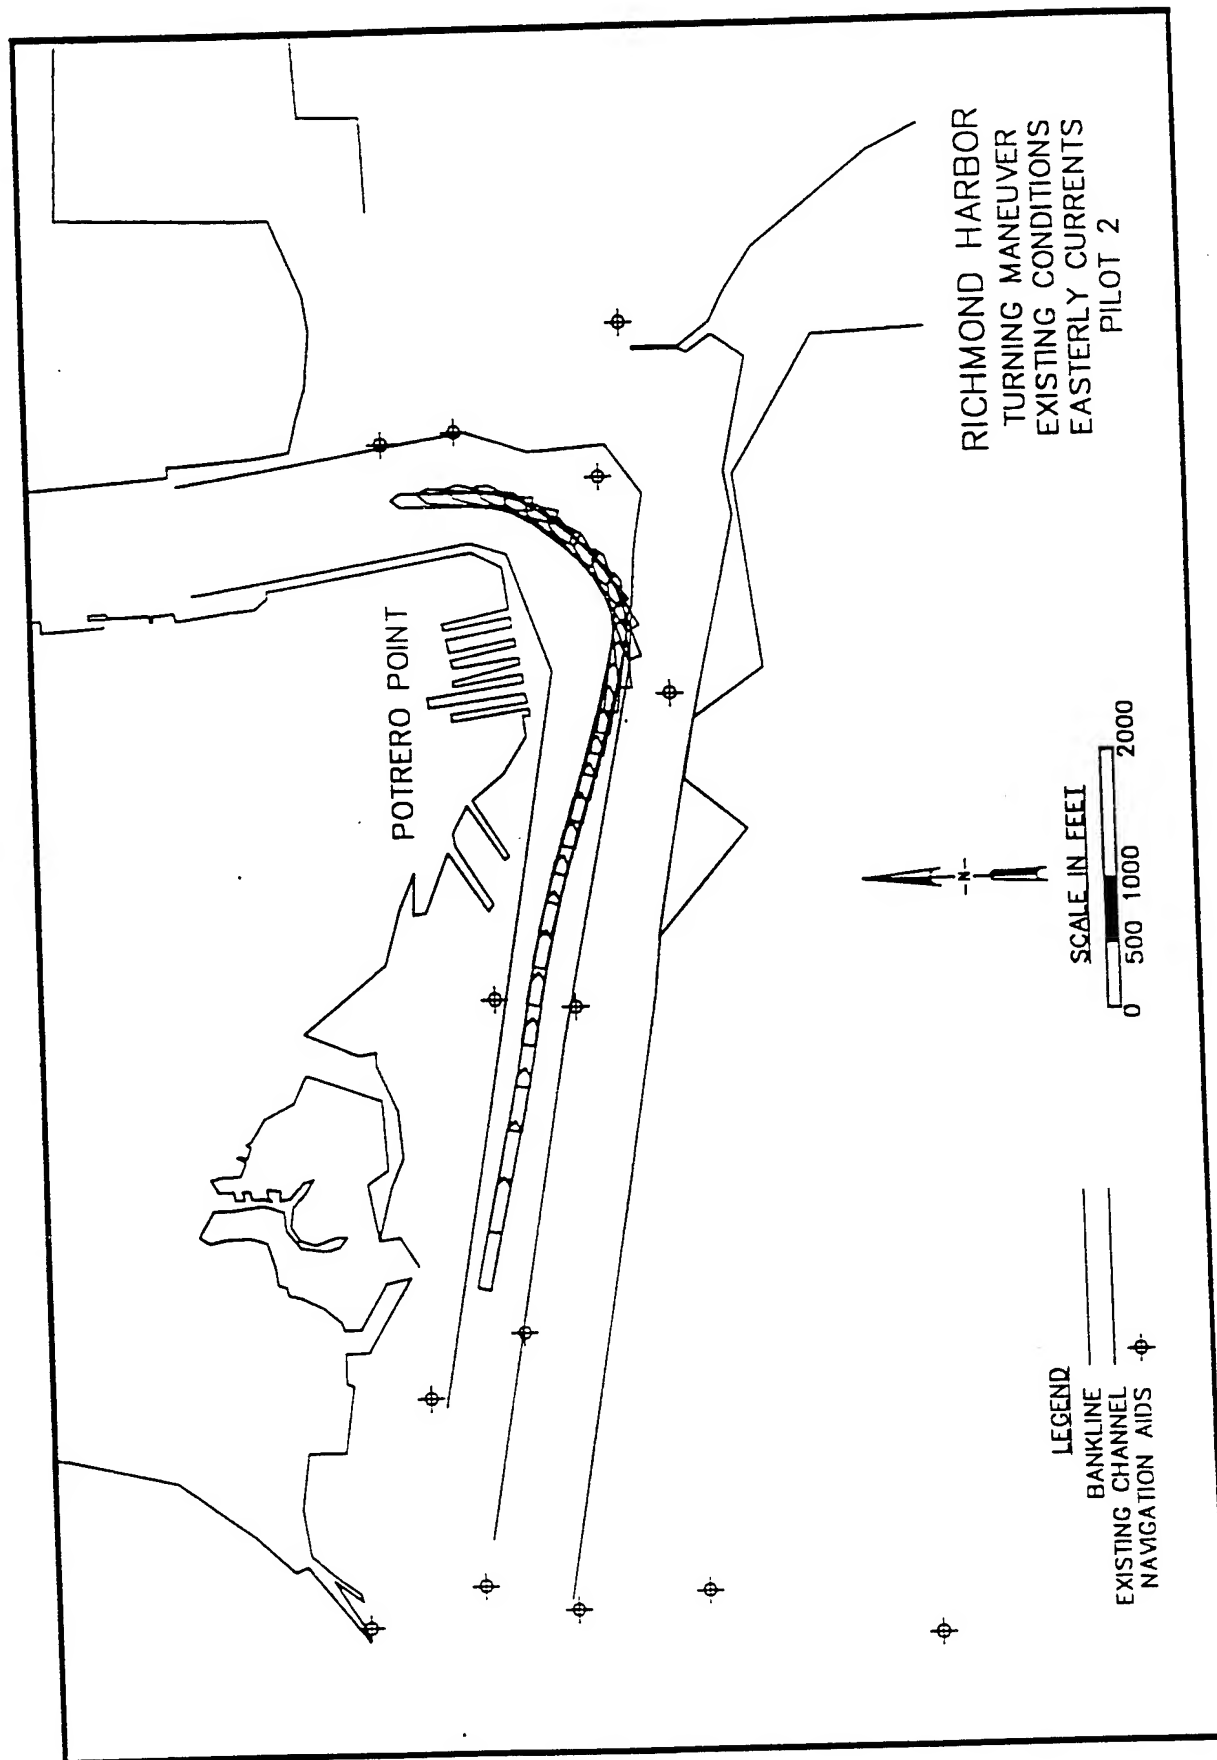 POTRERO POINT
RICHMOND HARBOR
TURNING MANEUVER
EXISTING CONDITIONS
EASTERLY CURRENTS
PILOT 2
-N-
SCALE IN FEET
0 500 1000 2000
LEGEND
BANKLINE
EXISTING CHANNEL
NAVIGATION AIDS